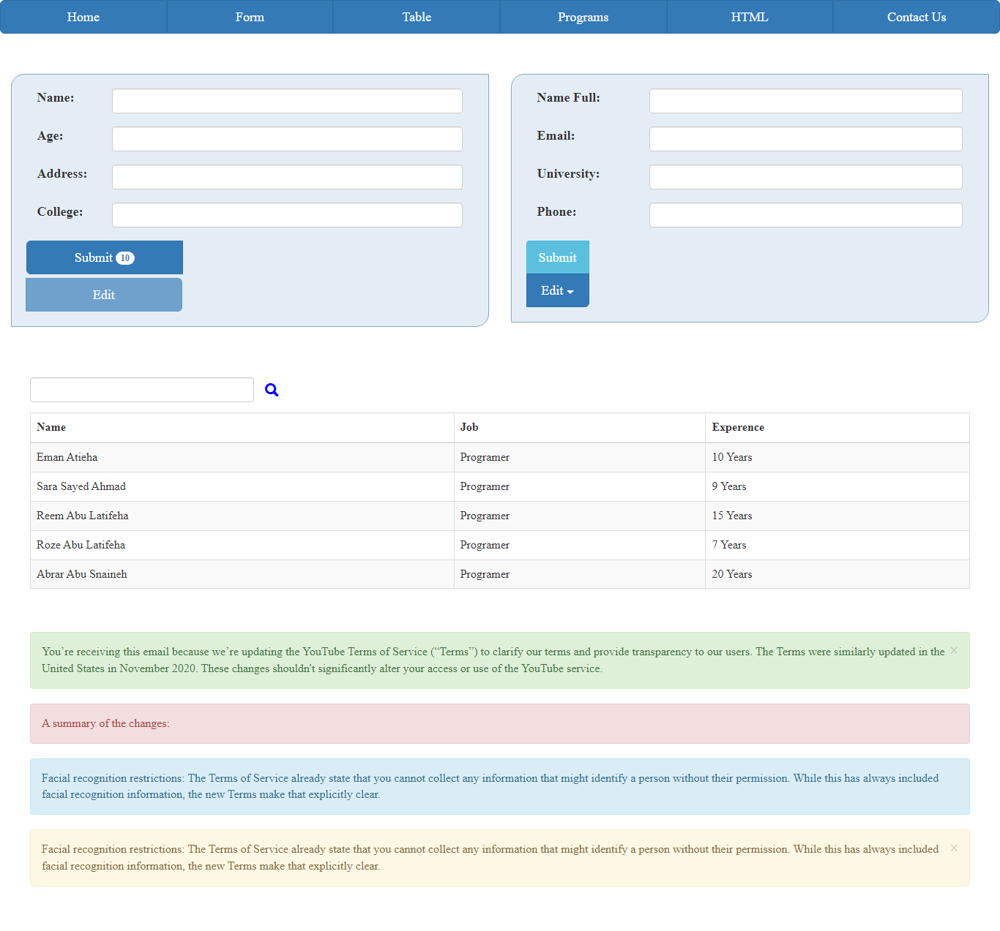 Home Form Table Programs HTML Contact Us
Name:
Age:
Address:
College:
Submit 10
Edit
Name Full:
Email:
University:
Phone:
Submit
Edit
Name Job Experence
Eman Atieha Programer 10 Years
Sara Sayed Ahmad Programer 9 Years
Reem Abu Latifeha Programer 15 Years
Roze Abu Latifeha Programer 7 Years
Abrar Abu Snaineh Programer 20 Years
You’re receiving this email because we’re updating the YouTube Terms of Service (“Terms”) to clarify our terms and provide transparency to our users. The Terms were similarly updated in the ×
United States in November 2020. These changes shouldn't significantly alter your access or use of the YouTube service.
A summary of the changes:
Facial recognition restrictions: The Terms of Service already state that you cannot collect any information that might identify a person without their permission. While this has always included
facial recognition information, the new Terms make that explicitly clear.
Facial recognition restrictions: The Terms of Service already state that you cannot collect any information that might identify a person without their permission. While this has always included ×
facial recognition information, the new Terms make that explicitly clear.